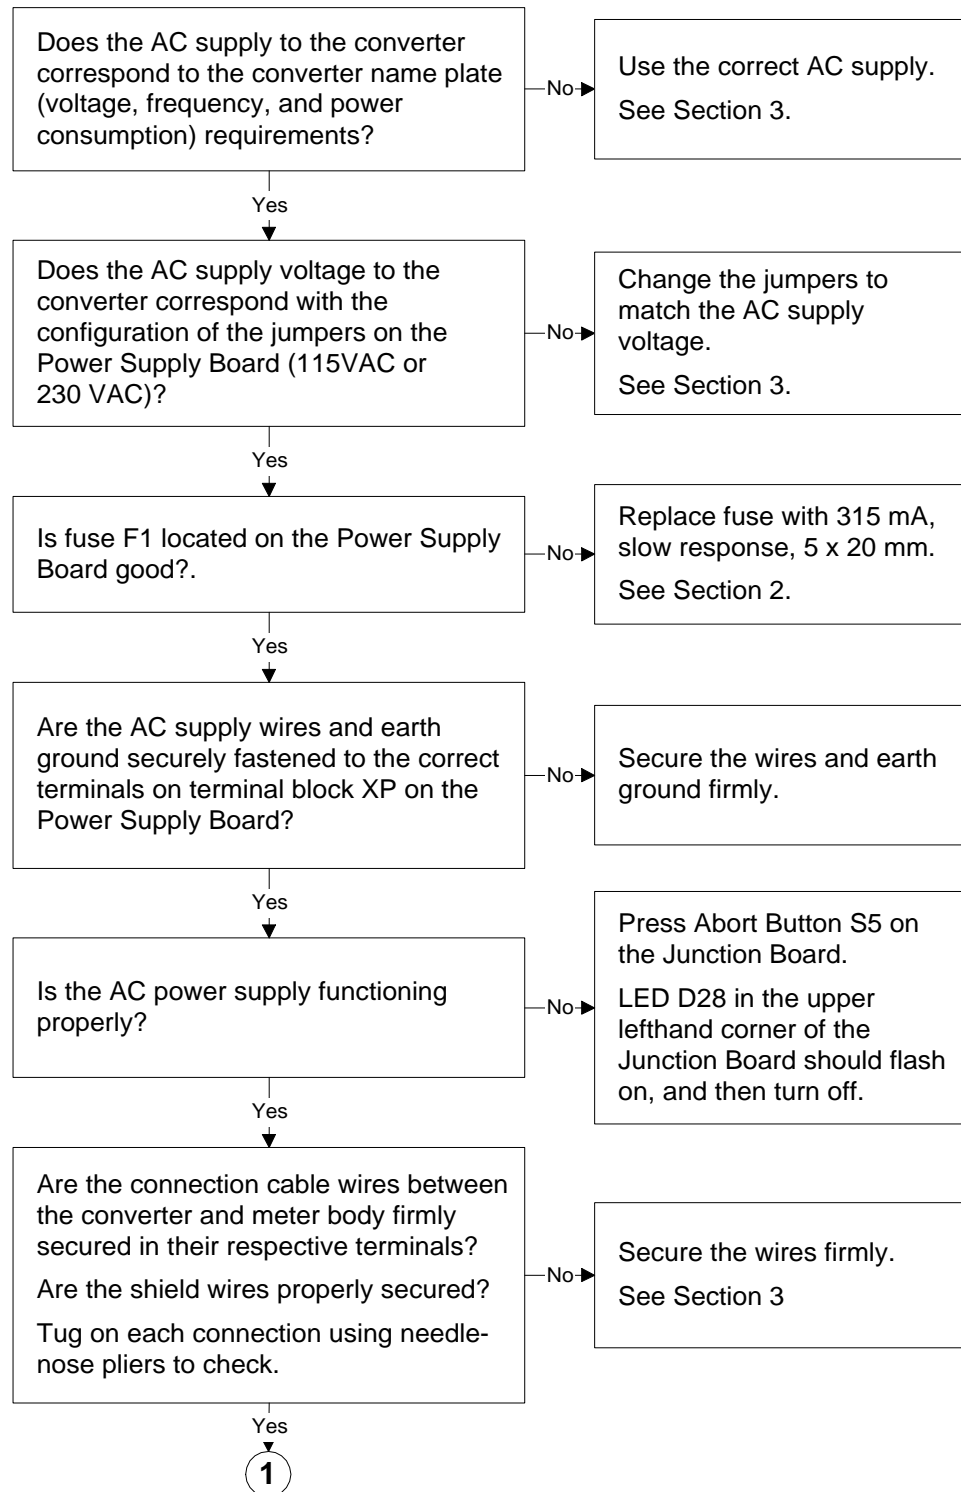 Does the AC supply to the converter
correspond to the converter name plate
(voltage, frequency, and power
consumption) requirements?
No
Use the correct AC supply.
See Section 3.
Yes
Does the AC supply voltage to the
converter correspond with the
configuration of the jumpers on the
Power Supply Board (115VAC or
230 VAC)?
No
Change the jumpers to
match the AC supply
voltage.
See Section 3.
Yes
Is fuse F1 located on the Power Supply
Board good?.
No
Replace fuse with 315 mA,
slow response, 5 x 20 mm.
See Section 2.
Yes
Are the AC supply wires and earth
ground securely fastened to the correct
terminals on terminal block XP on the
Power Supply Board?
No
Secure the wires and earth
ground firmly.
Yes
Is the AC power supply functioning
properly?
No
Press Abort Button S5 on
the Junction Board.
LED D28 in the upper
lefthand corner of the
Junction Board should flash
on, and then turn off.
Yes
Are the connection cable wires between
the converter and meter body firmly
secured in their respective terminals?
Are the shield wires properly secured?
Tug on each connection using needle-
nose pliers to check.
No
Secure the wires firmly.
See Section 3
Yes
1